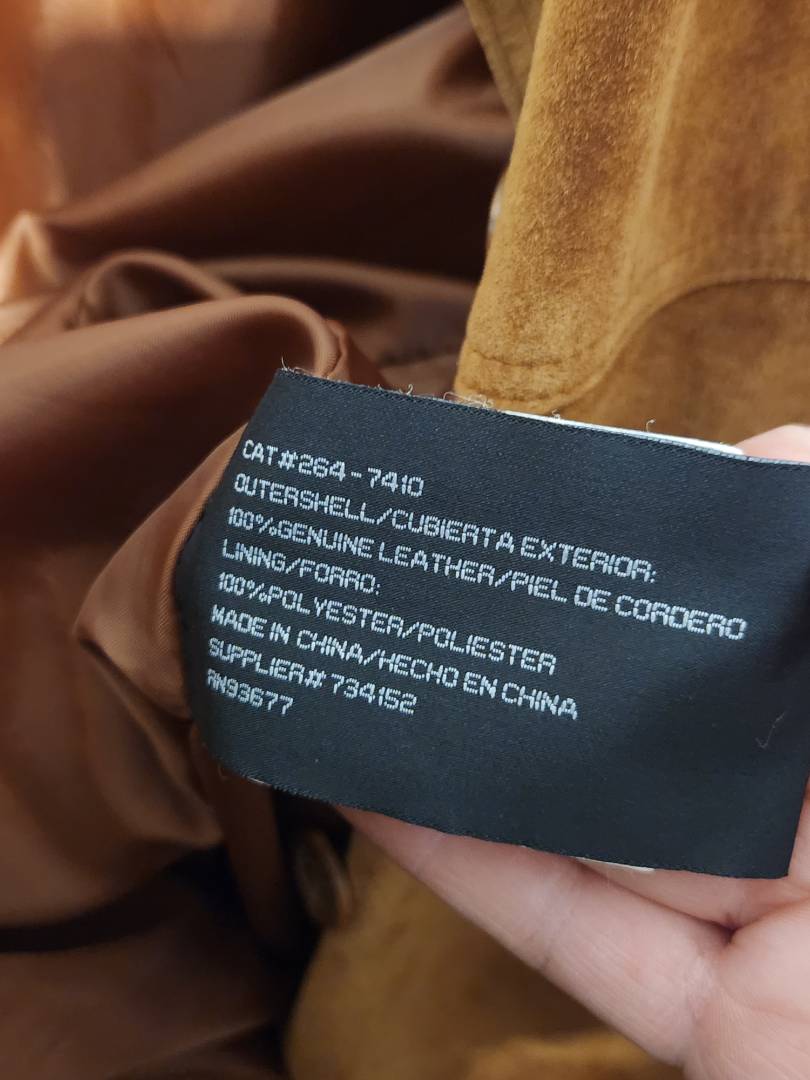 CAT#264-7410
OUTERSHELL/CUBIERTA EXTERIOR:
100%GENUINE LEATHER/PIEL DE CORDERO
LINING/FORRO:
100%POLYESTER/POLIESTER
MADE IN CHINA/HECHO EN CHINA
SUPPLIER# 734152
RN93677